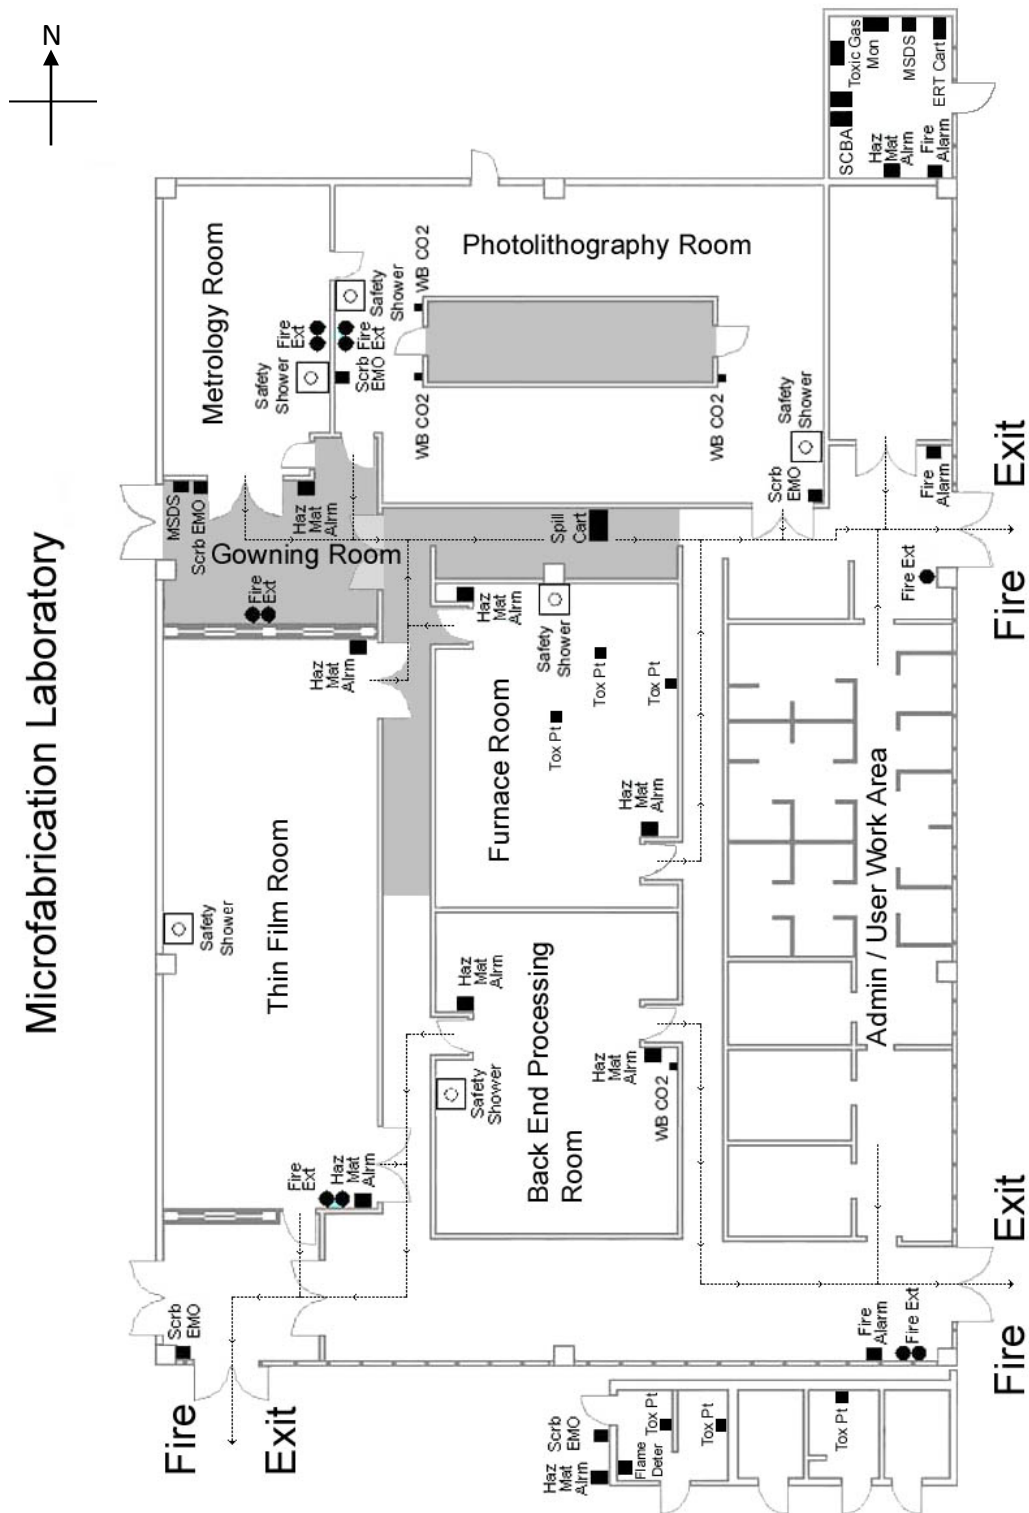 N
Microfabrication Laboratory
Toxic Gas
Mon
MSDS
ERT Cart
SCBA
Haz
Mat
Alrm
Fire
Alarm
Metrology Room
Photolithography Room
WB CO2
Safety
Shower
Fire
Ext
Fire
Ext
Scrb
EMO
Safety
Shower
WB CO2
WB CO2
Safety
Shower
Scrb
EMO
Fire
Alarm
Fire Exit
MSDS
Scrb EMO
Haz
Mat
Alrm
Gowning Room
Fire
Ext
Spill
Cart
Fire Ext
Haz
Mat
Alrm
Haz
Mat
Alrm
Safety
Shower
Tox Pt
Tox Pt
Tox Pt
Furnace Room
Haz
Mat
Alrm
Thin Film Room
Safety
Shower
Admin / User Work Area
Haz
Mat
Alrm
Back End Processing
Room
Haz
Mat
Alrm
WB CO2
Safety
Shower
Fire
Ext
Haz
Mat
Alrm
Scrb
EMO
Fire
Alarm
Fire Ext
Fire Exit
Fire
Exit
Scrb
EMO
Haz
Mat
Alrm
Flame
Deter
Tox Pt
Tox Pt
Tox Pt